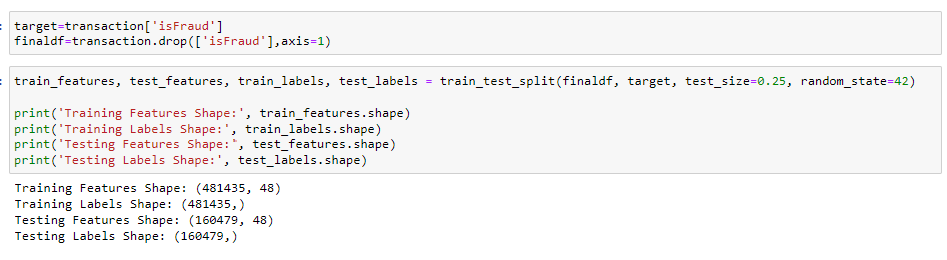 target=transaction['isFraud']
finaldf=transaction.drop(['isFraud'],axis=1)
train_features, test_features, train_labels, test_labels = train_test_split(finaldf, target, test_size=0.25, random_state=42)
print('Training Features Shape:', train_features.shape)
print('Training Labels Shape:', train_labels.shape)
print('Testing Features Shape:', test_features.shape)
print('Testing Labels Shape:', test_labels.shape)
Training Features Shape: (481435, 48)
Training Labels Shape: (481435,)
Testing Features Shape: (160479, 48)
Testing Labels Shape: (160479,)